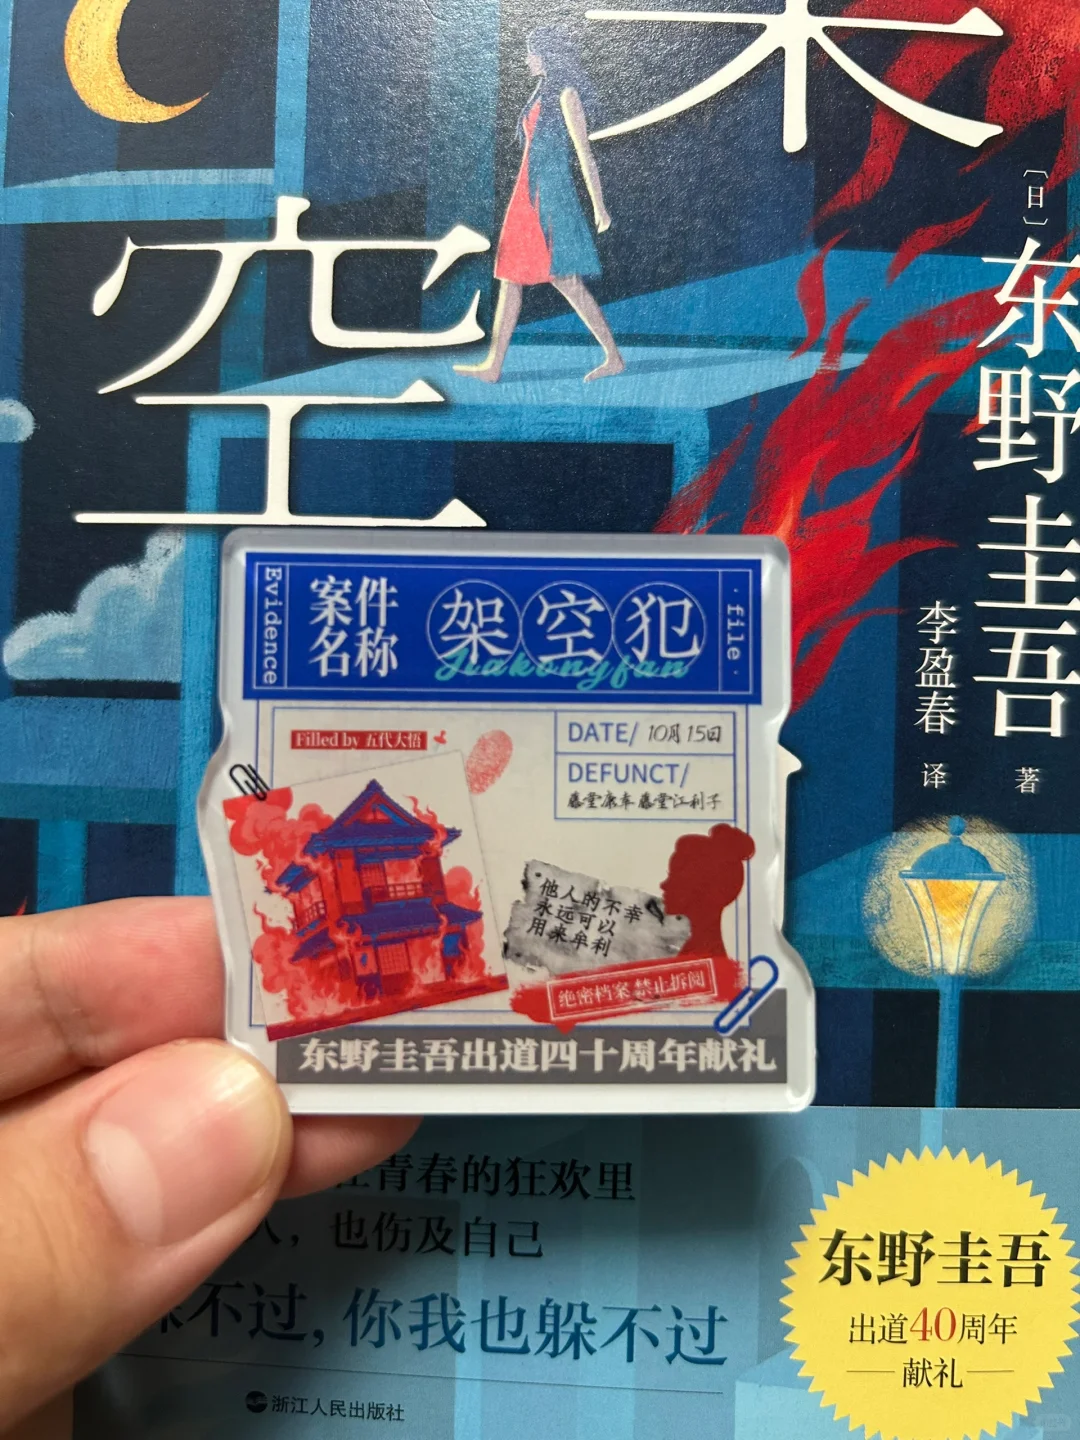 空
〔日〕
东野圭吾
著
李盈春
译
Evidence
案件
名称
架空犯
Jiakongfan
·file·
Filled by 五代大悟
DATE/ 10月15日
DEFUNCT/
藤堂康幸 藤堂江利子
他人的不幸
永远可以
用来牟利
绝密档案 禁止拆阅
东野圭吾出道四十周年献礼
青春的狂欢里
人，也伤及自己
不过，你我也躲不过
浙江人民出版社
东野圭吾
出道40周年
献礼